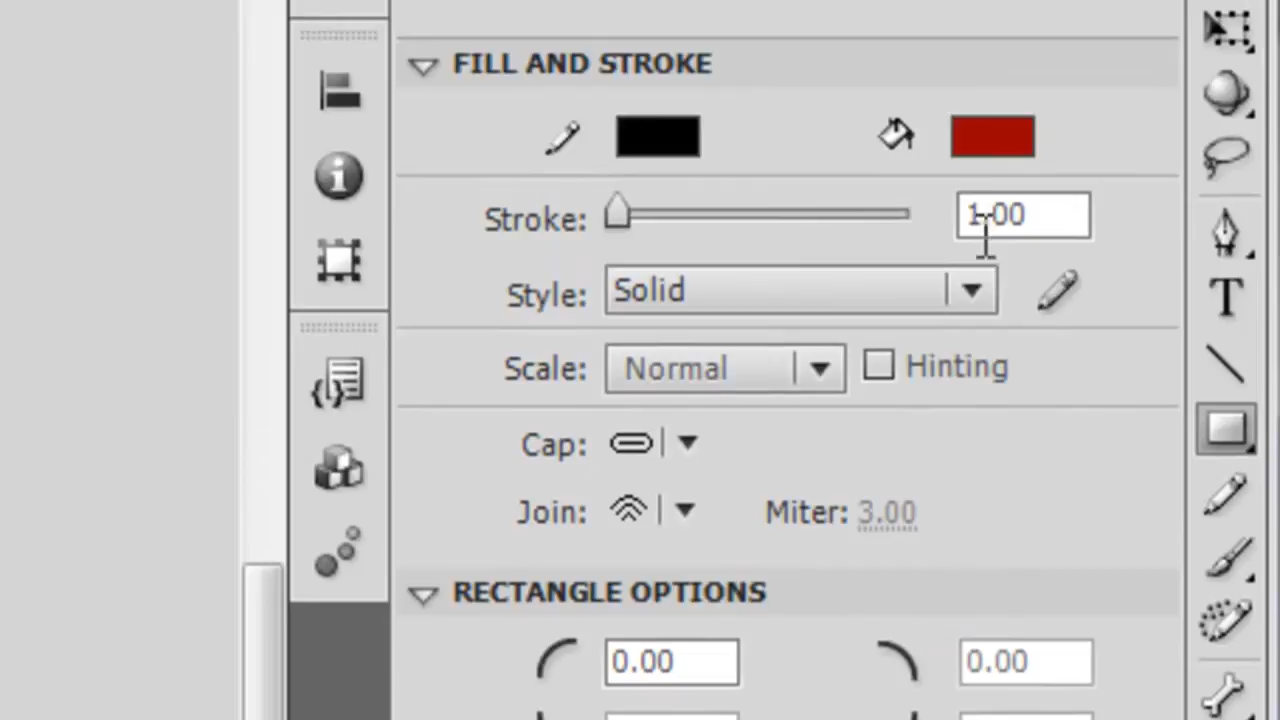 FILL AND STROKE
Stroke: 1.00
Style: Solid
Scale: Normal Hinting
Cap:
Join: Miter: 3.00
RECTANGLE OPTIONS
0.00 0.00
T